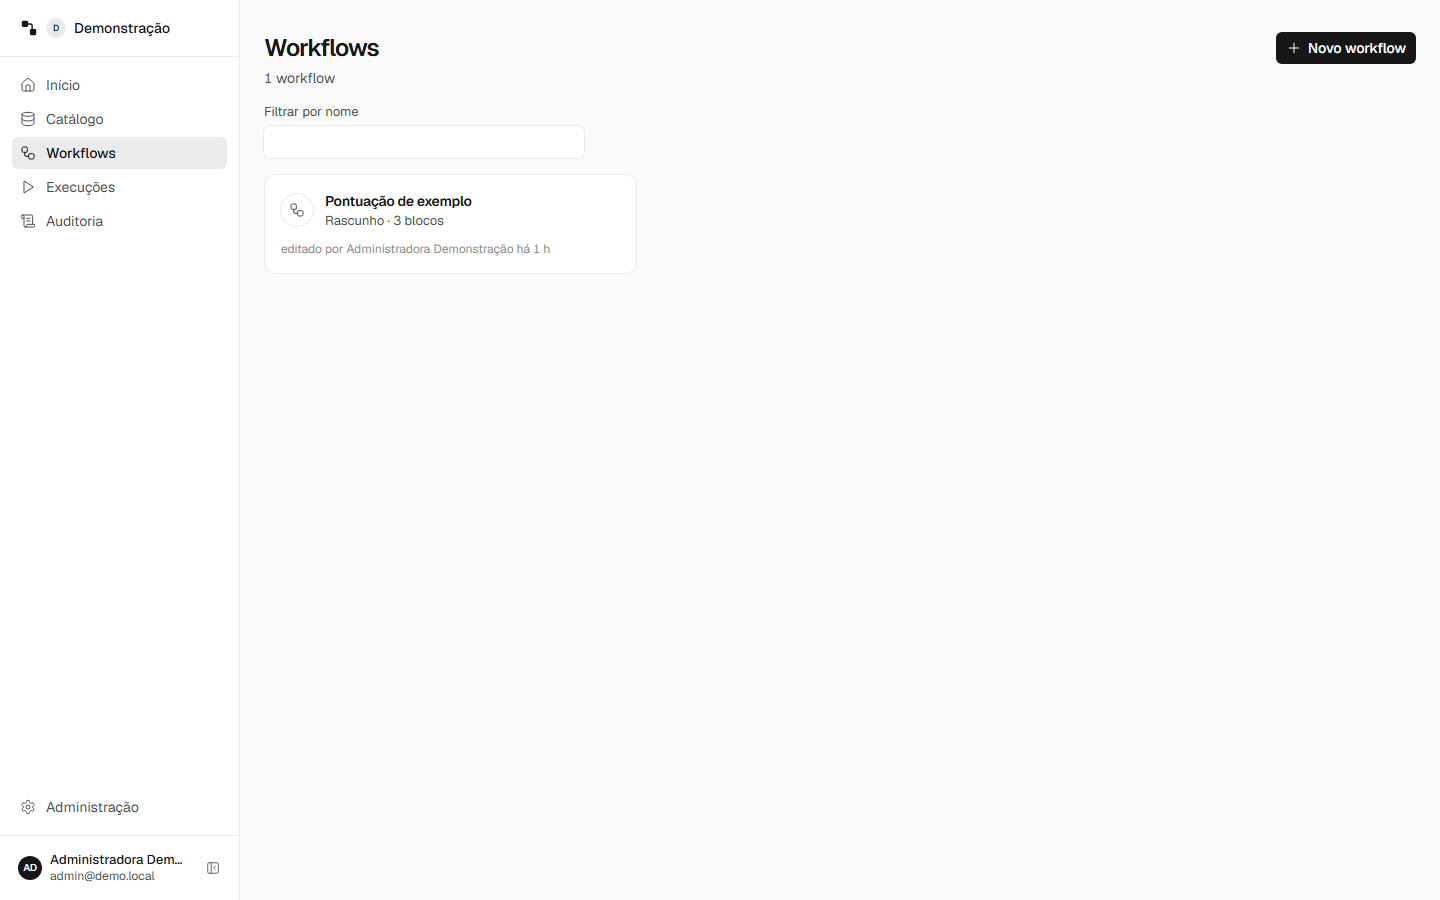 D Demonstração
Início
Catálogo
Workflows
Execuções
Auditoria
Administração
AD Administradora Dem...
admin@demo.local
Workflows
1 workflow
Novo workflow
Filtrar por nome
Pontuação de exemplo
Rascunho · 3 blocos
editado por Administradora Demonstração há 1 h